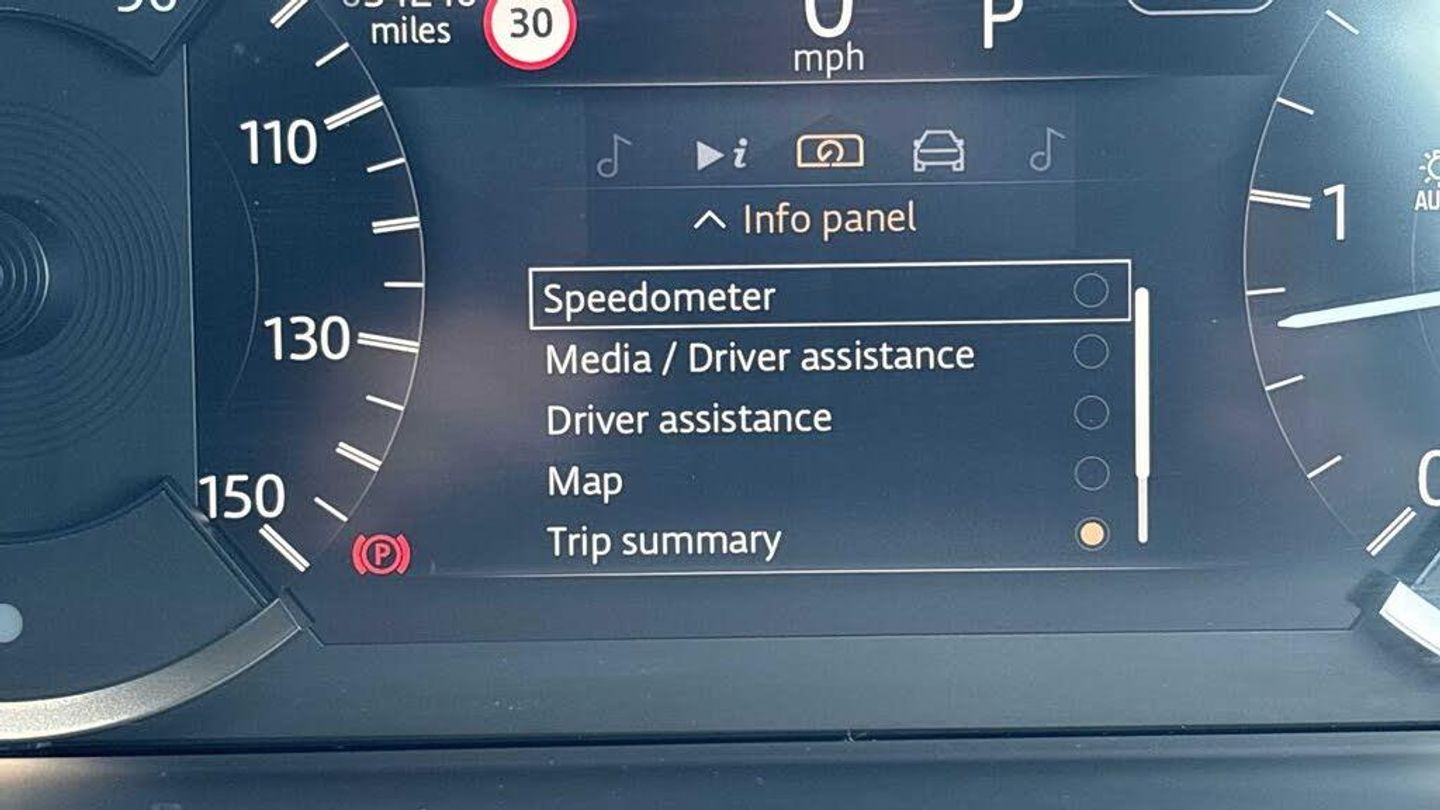 miles
30
0
P
mph
110
1
Info panel
Speedometer
Media / Driver assistance
130
Driver assistance
Map
150
Trip summary
P